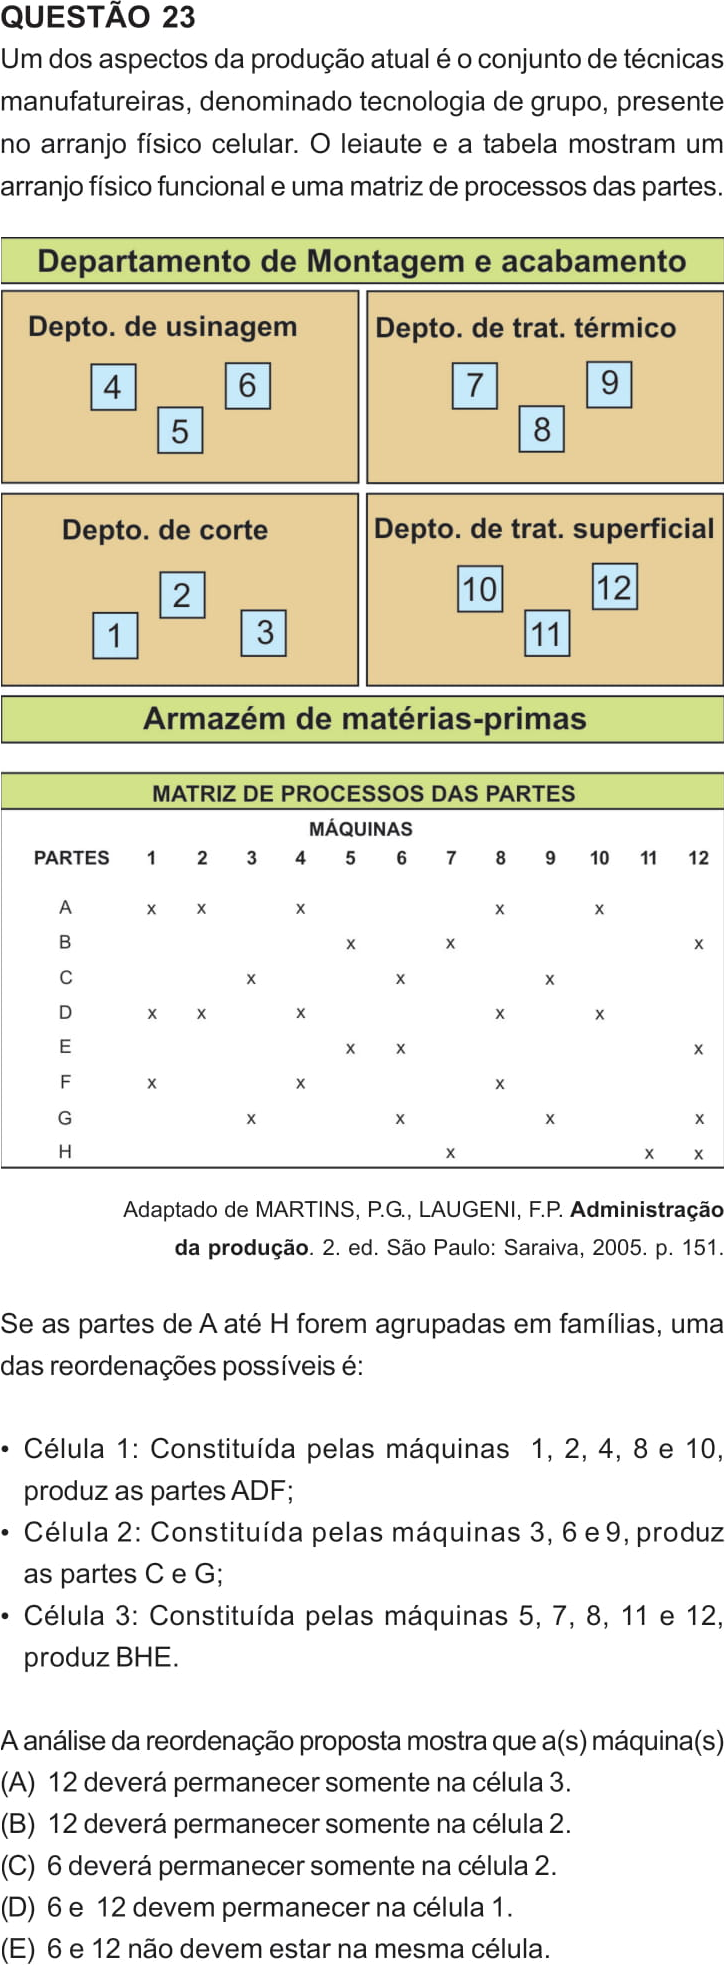 QUESTÃO 23
Um dos aspectos da produção atual é o conjunto de técnicas
manufatureiras, denominado tecnologia de grupo, presente
no arranjo físico celular. O leiaute e a tabela mostram um
arranjo físico funcional e uma matriz de processos das partes.
Departamento de Montagem e acabamento
Depto. de usinagem
4
6
5
Depto. de trat. térmico
7
9
8
Depto. de corte
2
1
3
Depto. de trat. superficial
10
12
11
Armazém de matérias-primas
MATRIZ DE PROCESSOS DAS PARTES
MÁQUINAS
PARTES 1 2 3 4 5 6 7 8 9 10 11 12
A x x x x x
B x x x
C x x x
D x x x x x
E x x x
F x x x
G x x x x
H x x x
Adaptado de MARTINS, P.G., LAUGENI, F.P. Administração
da produção. 2. ed. São Paulo: Saraiva, 2005. p. 151.
Se as partes de A até H forem agrupadas em famílias, uma
das reordenações possíveis é:
• Célula 1: Constituída pelas máquinas 1, 2, 4, 8 e 10,
produz as partes ADF;
• Célula 2: Constituída pelas máquinas 3, 6 e 9, produz
as partes C e G;
• Célula 3: Constituída pelas máquinas 5, 7, 8, 11 e 12,
produz BHE.
A análise da reordenação proposta mostra que a(s) máquina(s)
(A) 12 deverá permanecer somente na célula 3.
(B) 12 deverá permanecer somente na célula 2.
(C) 6 deverá permanecer somente na célula 2.
(D) 6 e 12 devem permanecer na célula 1.
(E) 6 e 12 não devem estar na mesma célula.